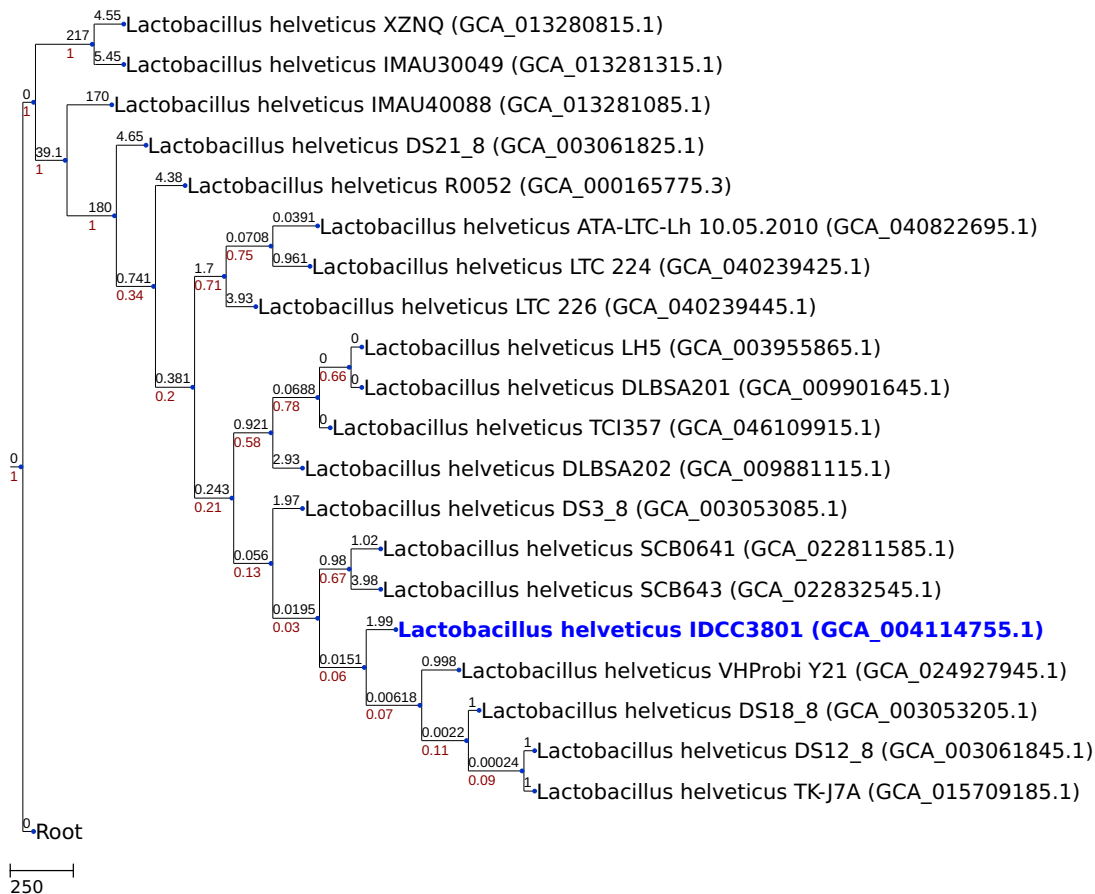 4.55
Lactobacillus helveticus XZNQ (GCA_013280815.1)
217
1
5.45
Lactobacillus helveticus IMAU30049 (GCA_013281315.1)
0
1
170
Lactobacillus helveticus IMAU40088 (GCA_013281085.1)
39.1
1
4.65
Lactobacillus helveticus DS21_8 (GCA_003061825.1)
180
1
4.38
Lactobacillus helveticus R0052 (GCA_000165775.3)
0.741
0.34
0.0391
Lactobacillus helveticus ATA-LTC-Lh 10.05.2010 (GCA_040822695.1)
0.0708
0.75
0.961
Lactobacillus helveticus LTC 224 (GCA_040239425.1)
1.7
0.71
3.93
Lactobacillus helveticus LTC 226 (GCA_040239445.1)
0.381
0.2
0
Lactobacillus helveticus LH5 (GCA_003955865.1)
0
0.66
0
Lactobacillus helveticus DLBSA201 (GCA_009901645.1)
0.0688
0.78
0
Lactobacillus helveticus TCI357 (GCA_046109915.1)
0.921
0.58
2.93
Lactobacillus helveticus DLBSA202 (GCA_009881115.1)
0
1
0.243
0.21
1.97
Lactobacillus helveticus DS3_8 (GCA_003053085.1)
0.056
0.13
1.02
Lactobacillus helveticus SCB0641 (GCA_022811585.1)
0.98
0.67
3.98
Lactobacillus helveticus SCB643 (GCA_022832545.1)
0.0195
0.03
1.99
Lactobacillus helveticus IDCC3801 (GCA_004114755.1)
0.0151
0.06
0.998
Lactobacillus helveticus VHProbi Y21 (GCA_024927945.1)
0.00618
0.07
1
Lactobacillus helveticus DS18_8 (GCA_003053205.1)
0.0022
0.11
1
Lactobacillus helveticus DS12_8 (GCA_003061845.1)
0.00024
0.09
1
Lactobacillus helveticus TK-J7A (GCA_015709185.1)
0
Root
250